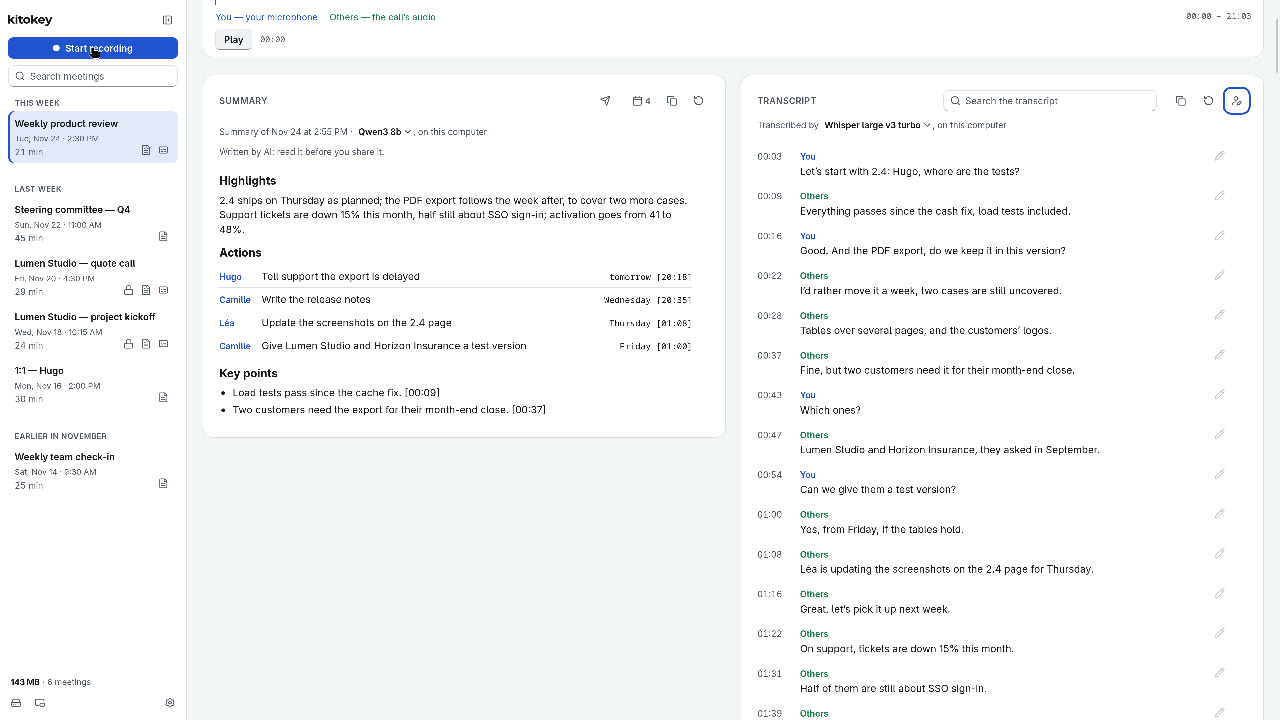 kitokey
Start recording
Search meetings
THIS WEEK
Weekly product review
Tue, Nov 24 · 2:30 PM
21 min
LAST WEEK
Steering committee — Q4
Sun, Nov 22 · 11:00 AM
45 min
Lumen Studio — quote call
Fri, Nov 20 · 4:30 PM
29 min
Lumen Studio — project kickoff
Wed, Nov 18 · 10:15 AM
24 min
1:1 — Hugo
Mon, Nov 16 · 2:00 PM
30 min
EARLIER IN NOVEMBER
Weekly team check-in
Sat, Nov 14 · 9:30 AM
25 min
143 MB · 6 meetings
You — your microphone Others — the call's audio
00:00 – 21:03
Play 00:00
SUMMARY
4
Summary of Nov 24 at 2:55 PM · Qwen3 8b, on this computer
Written by AI: read it before you share it.
Highlights
2.4 ships on Thursday as planned; the PDF export follows the week after, to cover two more cases.
Support tickets are down 15% this month, half still about SSO sign-in; activation goes from 41 to
48%.
Actions
Hugo Tell support the export is delayed tomorrow [20:18]
Camille Write the release notes Wednesday [20:35]
Léa Update the screenshots on the 2.4 page Thursday [01:08]
Camille Give Lumen Studio and Horizon Insurance a test version Friday [01:00]
Key points
• Load tests pass since the cache fix. [00:09]
• Two customers need the export for their month-end close. [00:37]
TRANSCRIPT
Search the transcript
Transcribed by Whisper large v3 turbo, on this computer
00:03 You
Let's start with 2.4: Hugo, where are the tests?
00:09 Others
Everything passes since the cash fix, load tests included.
00:16 You
Good. And the PDF export, do we keep it in this version?
00:22 Others
I'd rather move it a week, two cases are still uncovered.
00:28 Others
Tables over several pages, and the customers' logos.
00:37 Others
Fine, but two customers need it for their month-end close.
00:43 You
Which ones?
00:47 Others
Lumen Studio and Horizon Insurance, they asked in September.
00:54 You
Can we give them a test version?
01:00 Others
Yes, from Friday, if the tables hold.
01:08 Others
Léa is updating the screenshots on the 2.4 page for Thursday.
01:16 Others
Great, let's pick it up next week.
01:22 Others
On support, tickets are down 15% this month.
01:31 Others
Half of them are still about SSO sign-in.
01:39 Others